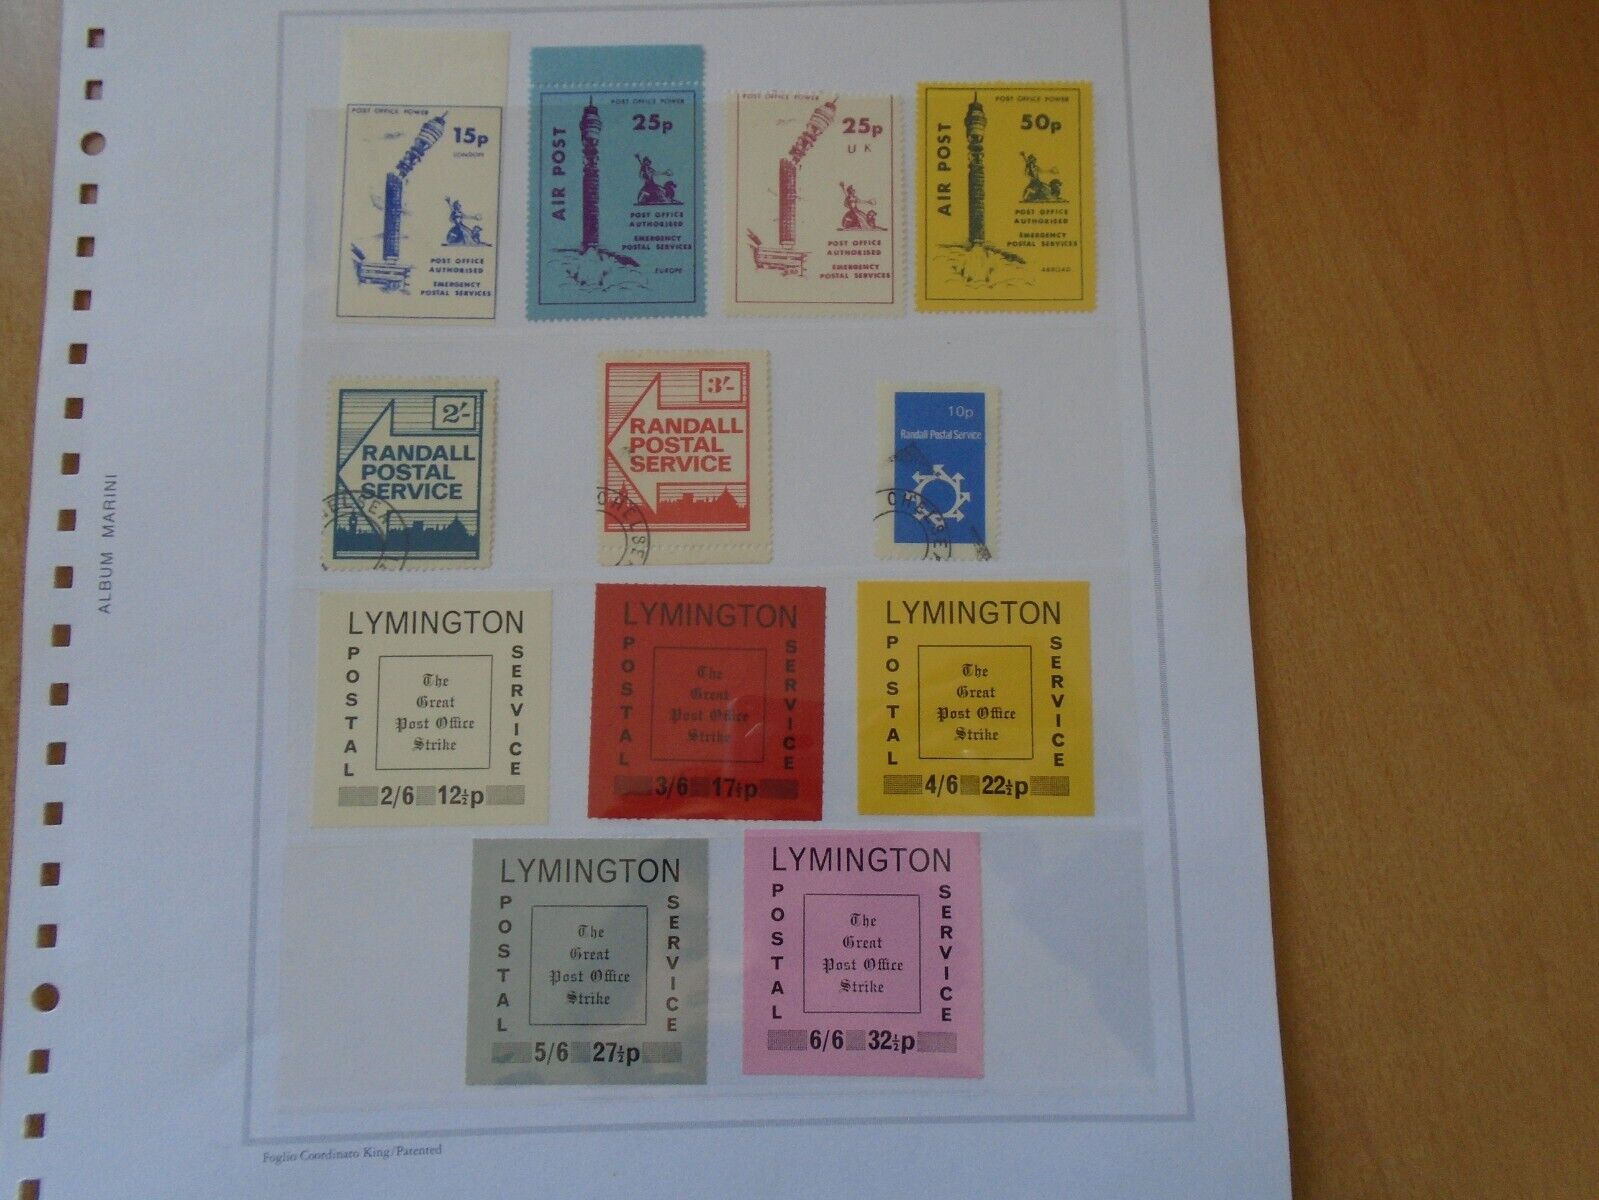 POST OFFICE POWER
15p
LONDON
POST OFFICE
AUTHORISED
EMERGENCY
POSTAL SERVICES
POST OFFICE POWER
AIR POST
25p
POST OFFICE
AUTHORISED
EMERGENCY
POSTAL SERVICES
EUROPE
POST OFFICE POWER
25p
UK
POST OFFICE
AUTHORISED
EMERGENCY
POSTAL SERVICES
POST OFFICE POWER
AIR POST
50p
POST OFFICE
AUTHORISED
EMERGENCY
POSTAL SERVICES
ABROAD
2/-
RANDALL
POSTAL
SERVICE
3/-
RANDALL
POSTAL
SERVICE
CHELSE
10p
Randall Postal Service
CHELSEA
ALBUM MARINI
LYMINGTON
POSTAL
SERVICE
The
Great
Post Office
Strike
2/6 12½p
LYMINGTON
POSTAL
SERVICE
The
Great
Post Office
Strike
3/6 17½p
LYMINGTON
POSTAL
SERVICE
The
Great
Post Office
Strike
4/6 22½p
LYMINGTON
POSTAL
SERVICE
The
Great
Post Office
Strike
5/6 27½p
LYMINGTON
POSTAL
SERVICE
The
Great
Post Office
Strike
6/6 32½p
Foglio Coordinato King/Patented